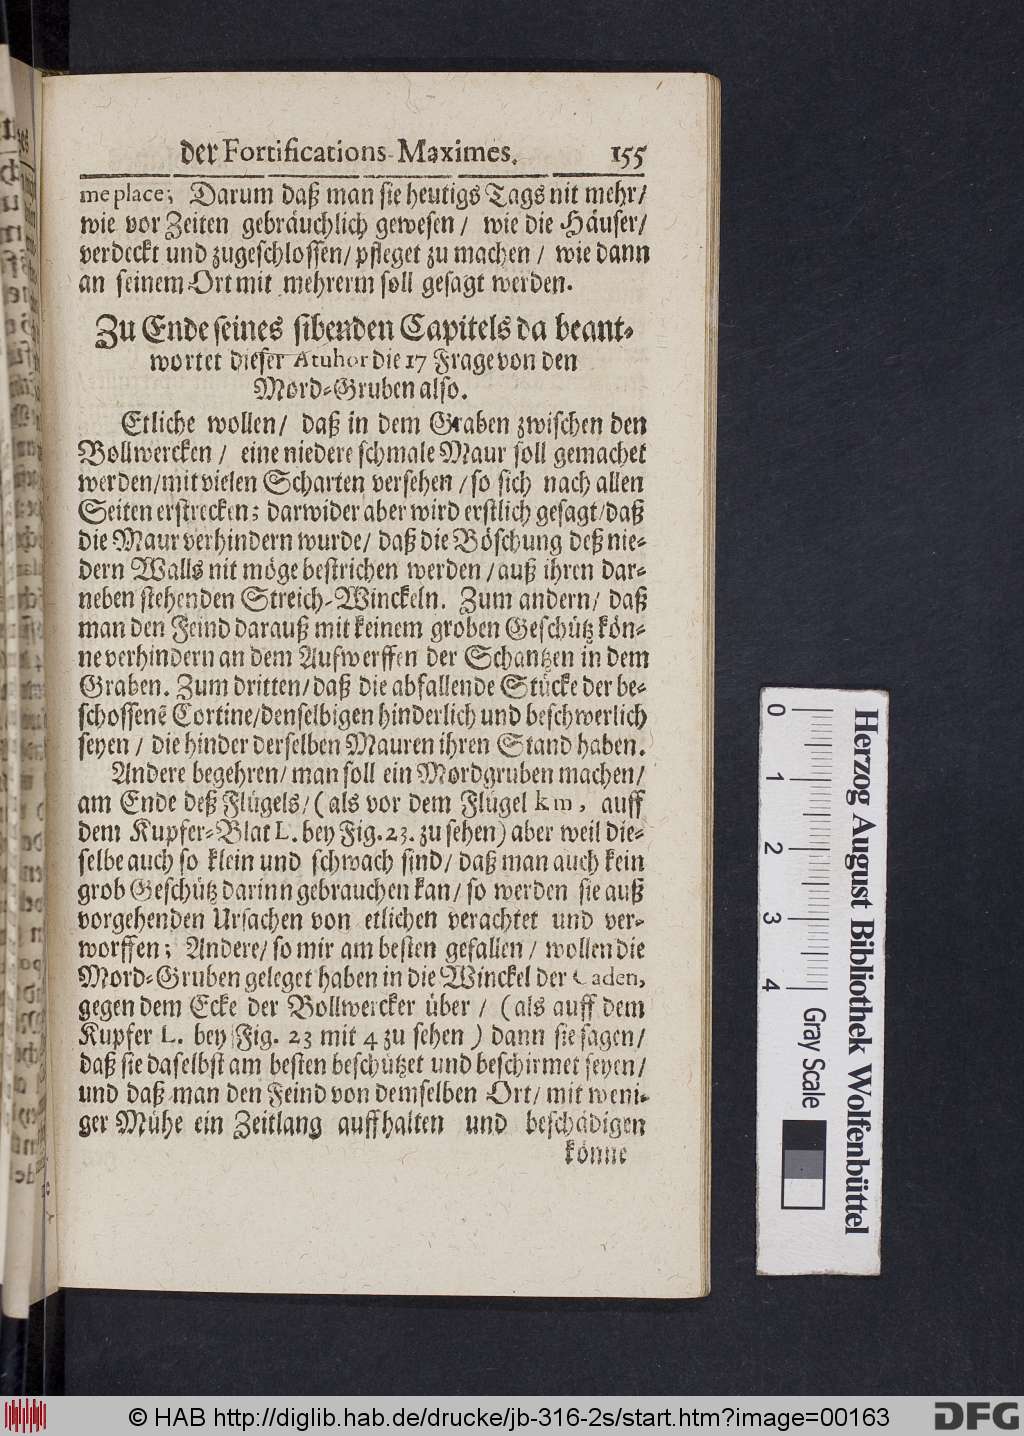 der Fortifications-Maximes. 155
me place; Darum daß man sie heutigs Tags nit mehr/
wie vor Zeiten gebräuchlich gewesen / wie die Häuser/
verdeckt und zugeschlossen/ pfleget zu machen / wie dann
an seinem Ort mit mehrerm soll gesagt werden.
Zu Ende seines sibenden Capitels da beant-
wortet dieser Atuhor die 17 Frage von den
Mord-Gruben also.
Etliche wollen/ daß in dem Graben zwischen den
Bollwercken / eine niedere schmale Maur soll gemachet
werden/mit vielen Scharten versehen /so sich nach allen
Seiten erstrecken; darwider aber wird erstlich gesagt/daß
die Maur verhindern wurde/ daß die Böschung deß nie-
dern Walls nit möge bestrichen werden /auß ihren dar-
neben stehenden Streich-Winckeln. Zum andern/ daß
man den Feind darauß mit keinem groben Geschütz kön-
ne verhindern an dem Aufwerffen der Schantzen in dem
Graben. Zum dritten/daß die abfallende Stücke der be-
schossenẽ Cortine/denselbigen hinderlich und beschwerlich
seyen / die hinder derselben Mauren ihren Stand haben.
Andere begehren/ man soll ein Mordgruben machen/
am Ende deß Flügels/ (als vor dem Flügel km, auff
dem Kupfer-Blat L. bey Fig. 23. zu sehen) aber weil die-
selbe auch so klein und schwach sind/ daß man auch kein
grob Geschütz darinn gebrauchen kan/ so werden sie auß
vorgehenden Ursachen von etlichen verachtet und ver-
worffen; Andere/ so mir am besten gefallen / wollen die
Mord-Gruben geleget haben in die Winckel der Caden,
gegen dem Ecke der Bollwercker über / (als auff dem
Kupfer L. bey Fig. 23 mit 4 zu sehen ) dann sie sagen/
daß sie daselbst am besten beschützet und beschirmet seyen/
und daß man den Feind von demselben Ort/ mit weni-
ger Mühe ein Zeitlang auffhalten und beschädigen
könne
0 1 2 3 4
Gray Scale
Herzog August Bibliothek Wolfenbüttel
© HAB http://diglib.hab.de/drucke/jb-316-2s/start.htm?image=00163
DFG